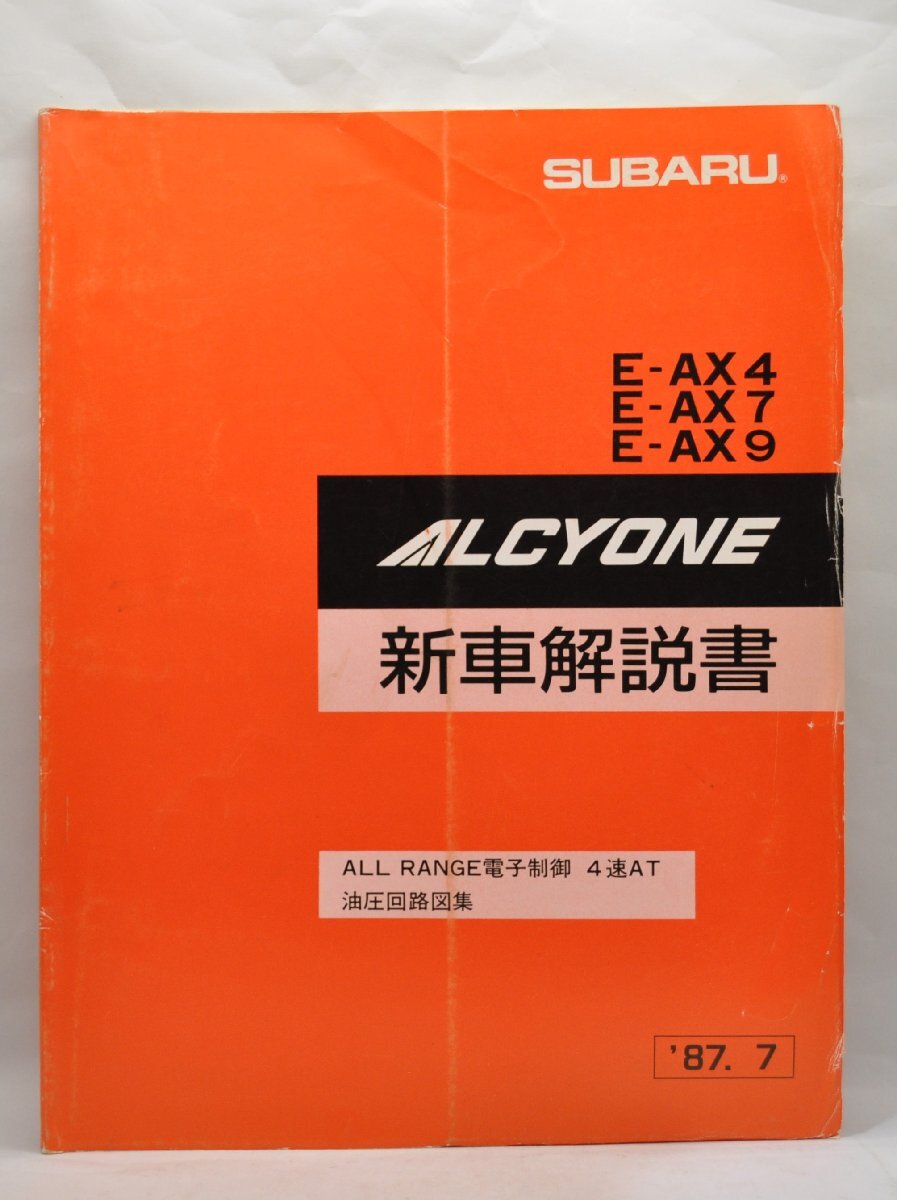 SUBARU®
E-AX4
E-AX7
E-AX9
ALCYONE
新車解説書
ALL RANGE電子制御 4速AT
油圧回路図集
'87. 7